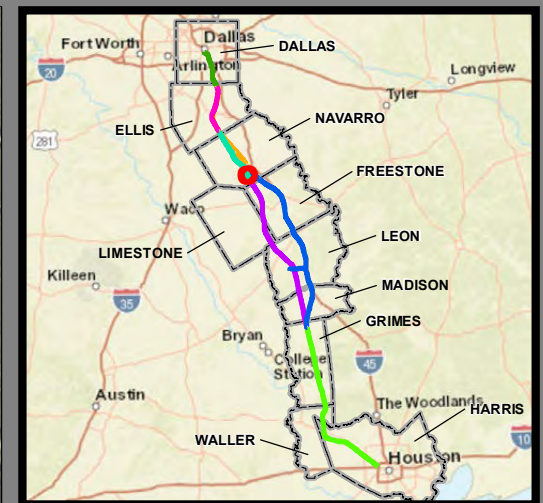 Dallas
Fort Worth
DALLAS
Arlington
Longview
20
Tyler
ELLIS
NAVARRO
281
FREESTONE
Waco
LEON
LIMESTONE
Killeen
MADISON
35
GRIMES
Bryan
College
Station
45
Austin
The Woodlands
HARRIS
WALLER
10
Houston